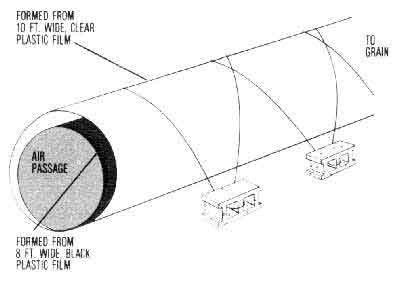 FORMED FROM
10 FT. WIDE, CLEAR
PLASTIC FILM
TO
GRAIN
AIR
PASSAGE
FORMED FROM
8 FT. WIDE, BLACK
PLASTIC FILM